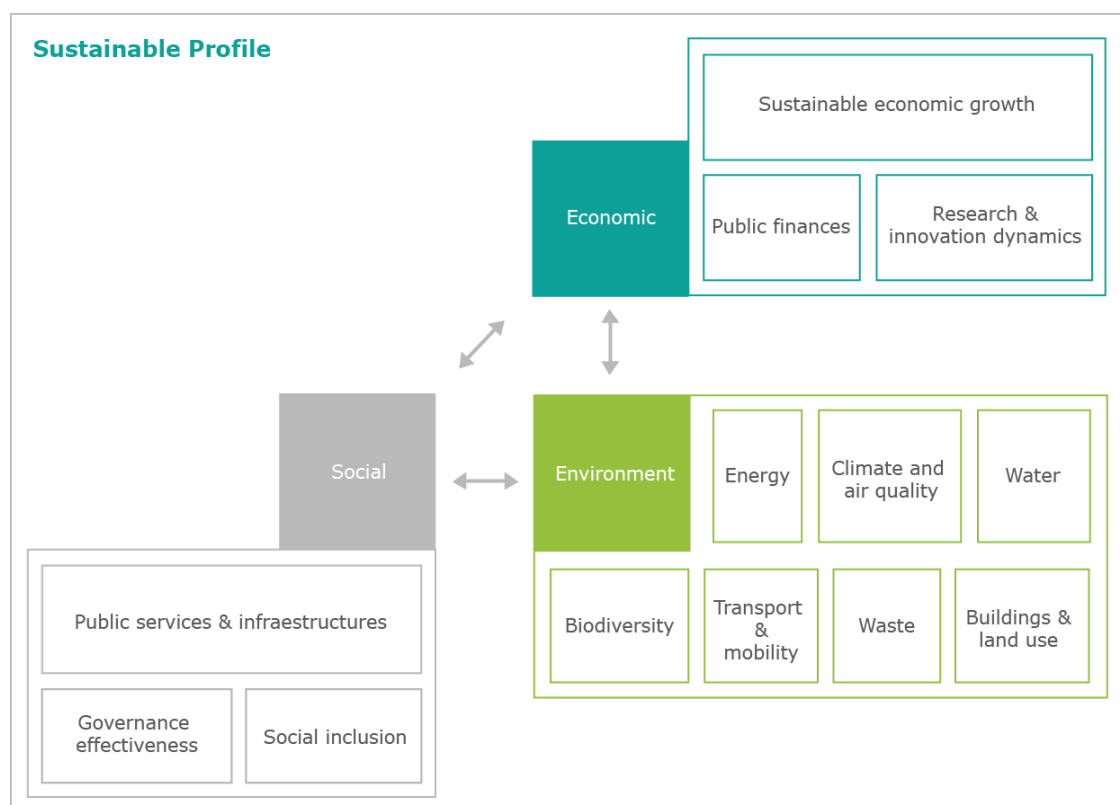 Sustainable Profile
Sustainable economic growth
Economic
Public finances
Research &
innovation dynamics
Social
Environment
Energy
Climate and
air quality
Water
Biodiversity
Transport
&
mobility
Waste
Buildings &
land use
Public services & infraestructures
Governance
effectiveness
Social inclusion